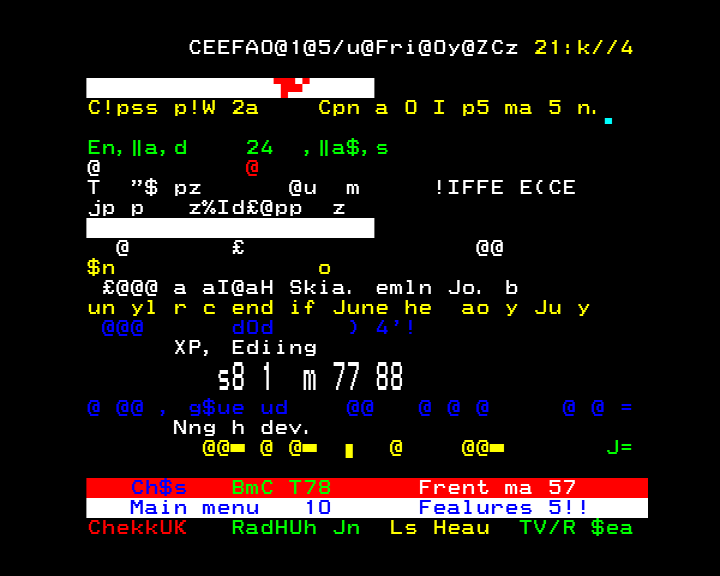 CEEFAO@1@5/u@Fri@Oy@ZCz 21:k//4
C!pss p!W 2a Cpn a O I p5 ma 5 n.
En,‖a,d 24 ,‖a$,s
@ @
T "$ pz @u m !IFFE E(CE
jp p z%Id£@pp z
@ £ @@
$n o
£@@@ a aI@aH Skia. emln Jo. b
un yl r c end if June he ao y Ju y
@@@ dOd ) 4'!
XP, Ediing
s8 1 m 77 88
@ @@ , g$ue ud @@ @ @ @ @ @ =
Nng h dev.
@@ @ @ @ @@ J=
Ch$s BmC T78 Frent ma 57
Main menu 10 Fealures 5!!
ChekkUK RadHUh Jn Ls Heau TV/R $ea